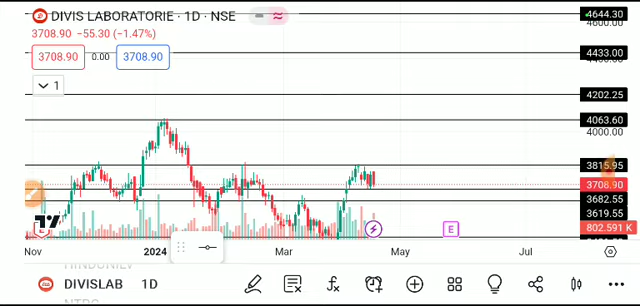 DIVIS LABORATORIE · 1D · NSE
3708.90 −55.30 (−1.47%)
3708.90 0.00 3708.90
1
4644.30
4600.00
4433.00
4202.25
4063.60
4000.00
3815.95
3708.90
3682.55
3619.55
802.591 K
Nov 2024 Mar May Jul
E
DIVISLAB 1D